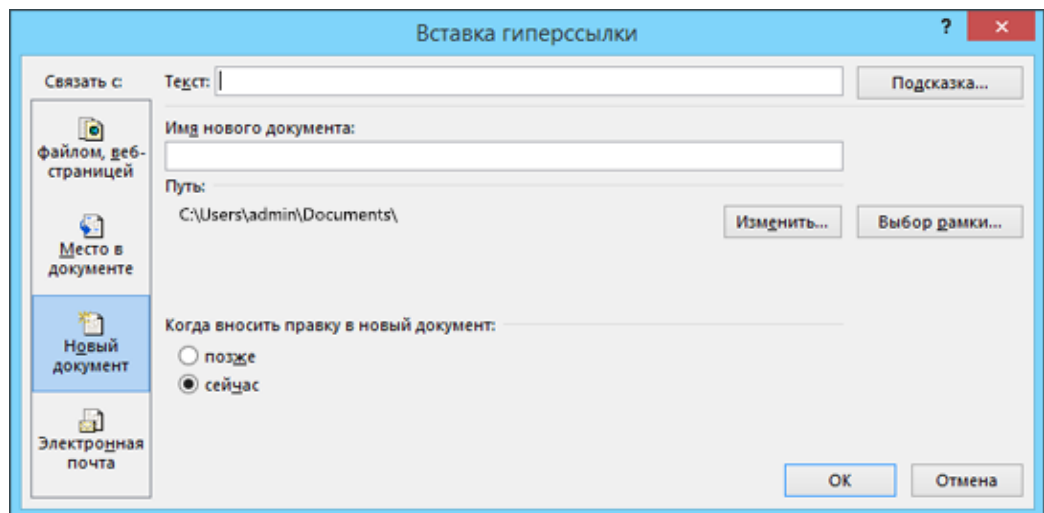 Вставка гиперссылки
?
Связать с:
Текст:
Подсказка...
файлом, веб-
страницей
Имя нового документа:
Путь:
C:\Users\admin\Documents\
Изменить...
Выбор рамки...
Место в
документе
Новый
документ
Когда вносить правку в новый документ:
позже
сейчас
Электронная
почта
ОК
Отмена